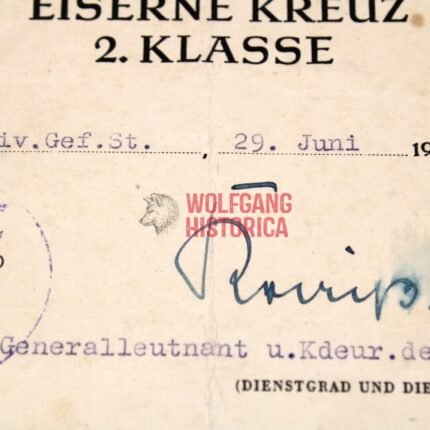 EISERNE KREUZ
2. KLASSE
iv.Gef.St. , 29. Juni 19
WOLFGANG
HISTORICA
Generalleutnant u.Kdeur.de
(DIENSTGRAD UND DIE